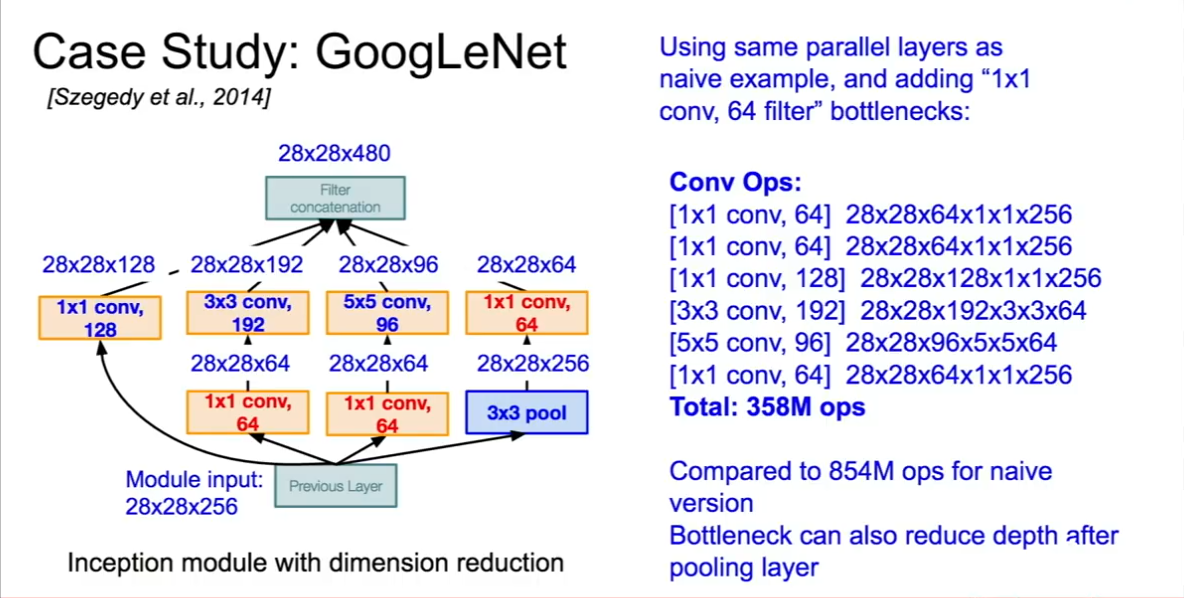 Case Study: GoogLeNet
[Szegedy et al., 2014]
28x28x480
Filter
concatenation
28x28x128
28x28x192
28x28x96
28x28x64
1x1 conv,
128
3x3 conv,
192
5x5 conv,
96
1x1 conv,
64
28x28x64
28x28x64
28x28x256
1x1 conv,
64
1x1 conv,
64
3x3 pool
Module input:
28x28x256
Previous Layer
Inception module with dimension reduction
Using same parallel layers as
naive example, and adding “1x1
conv, 64 filter” bottlenecks:
Conv Ops:
[1x1 conv, 64] 28x28x64x1x1x256
[1x1 conv, 64] 28x28x64x1x1x256
[1x1 conv, 128] 28x28x128x1x1x256
[3x3 conv, 192] 28x28x192x3x3x64
[5x5 conv, 96] 28x28x96x5x5x64
[1x1 conv, 64] 28x28x64x1x1x256
Total: 358M ops
Compared to 854M ops for naive
version
Bottleneck can also reduce depth after
pooling layer